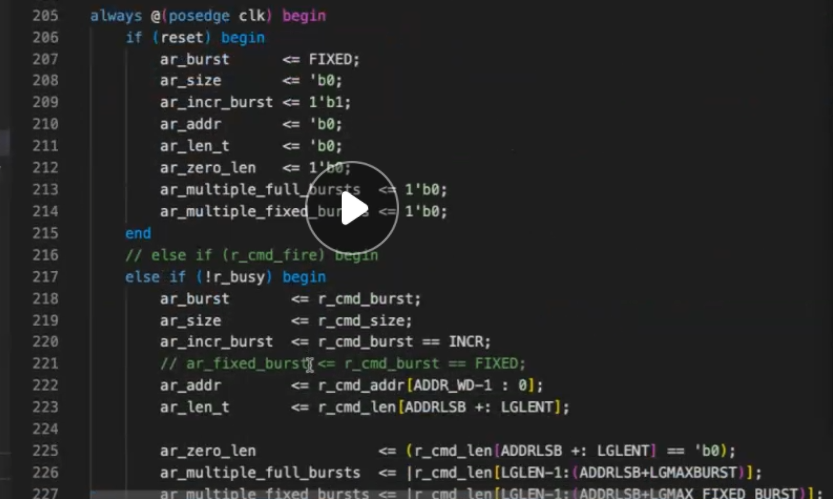 205 always @(posedge clk) begin
206 if (reset) begin
207 ar_burst <= FIXED;
208 ar_size <= 'b0;
209 ar_incr_burst <= 1'b1;
210 ar_addr <= 'b0;
211 ar_len_t <= 'b0;
212 ar_zero_len <= 1'b0;
213 ar_multiple_full_bursts <= 1'b0;
214 ar_multiple_fixed_bursts <= 1'b0;
215 end
216 // else if (r_cmd_fire) begin
217 else if (!r_busy) begin
218 ar_burst <= r_cmd_burst;
219 ar_size <= r_cmd_size;
220 ar_incr_burst <= r_cmd_burst == INCR;
221 // ar_fixed_burst <= r_cmd_burst == FIXED;
222 ar_addr <= r_cmd_addr[ADDR_WD-1 : 0];
223 ar_len_t <= r_cmd_len[ADDRLSB +: LGLENT];
224
225 ar_zero_len <= (r_cmd_len[ADDRLSB +: LGLENT] == 'b0);
226 ar_multiple_full_bursts <= |r_cmd_len[LGLEN-1:(ADDRLSB+LGMAXBURST)];
227 ar_multiple_fixed_bursts <= |r_cmd_len[LGLEN-1:(ADDRLSB+LGMAX_FIXED_BURST)];